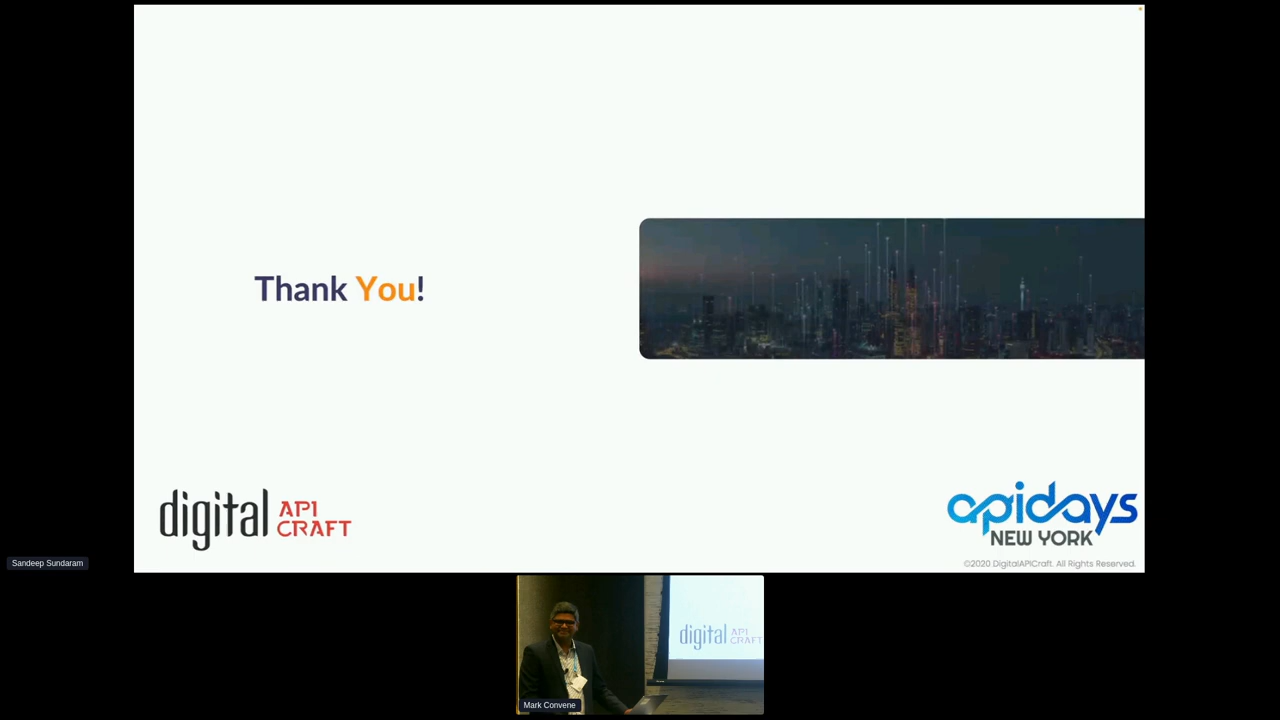 Thank You!
digital API CRAFT
apidays
NEW YORK
©2020 DigitalAPICraft. All Rights Reserved.
Sandeep Sundaram
digital API CRAFT
Mark Convene